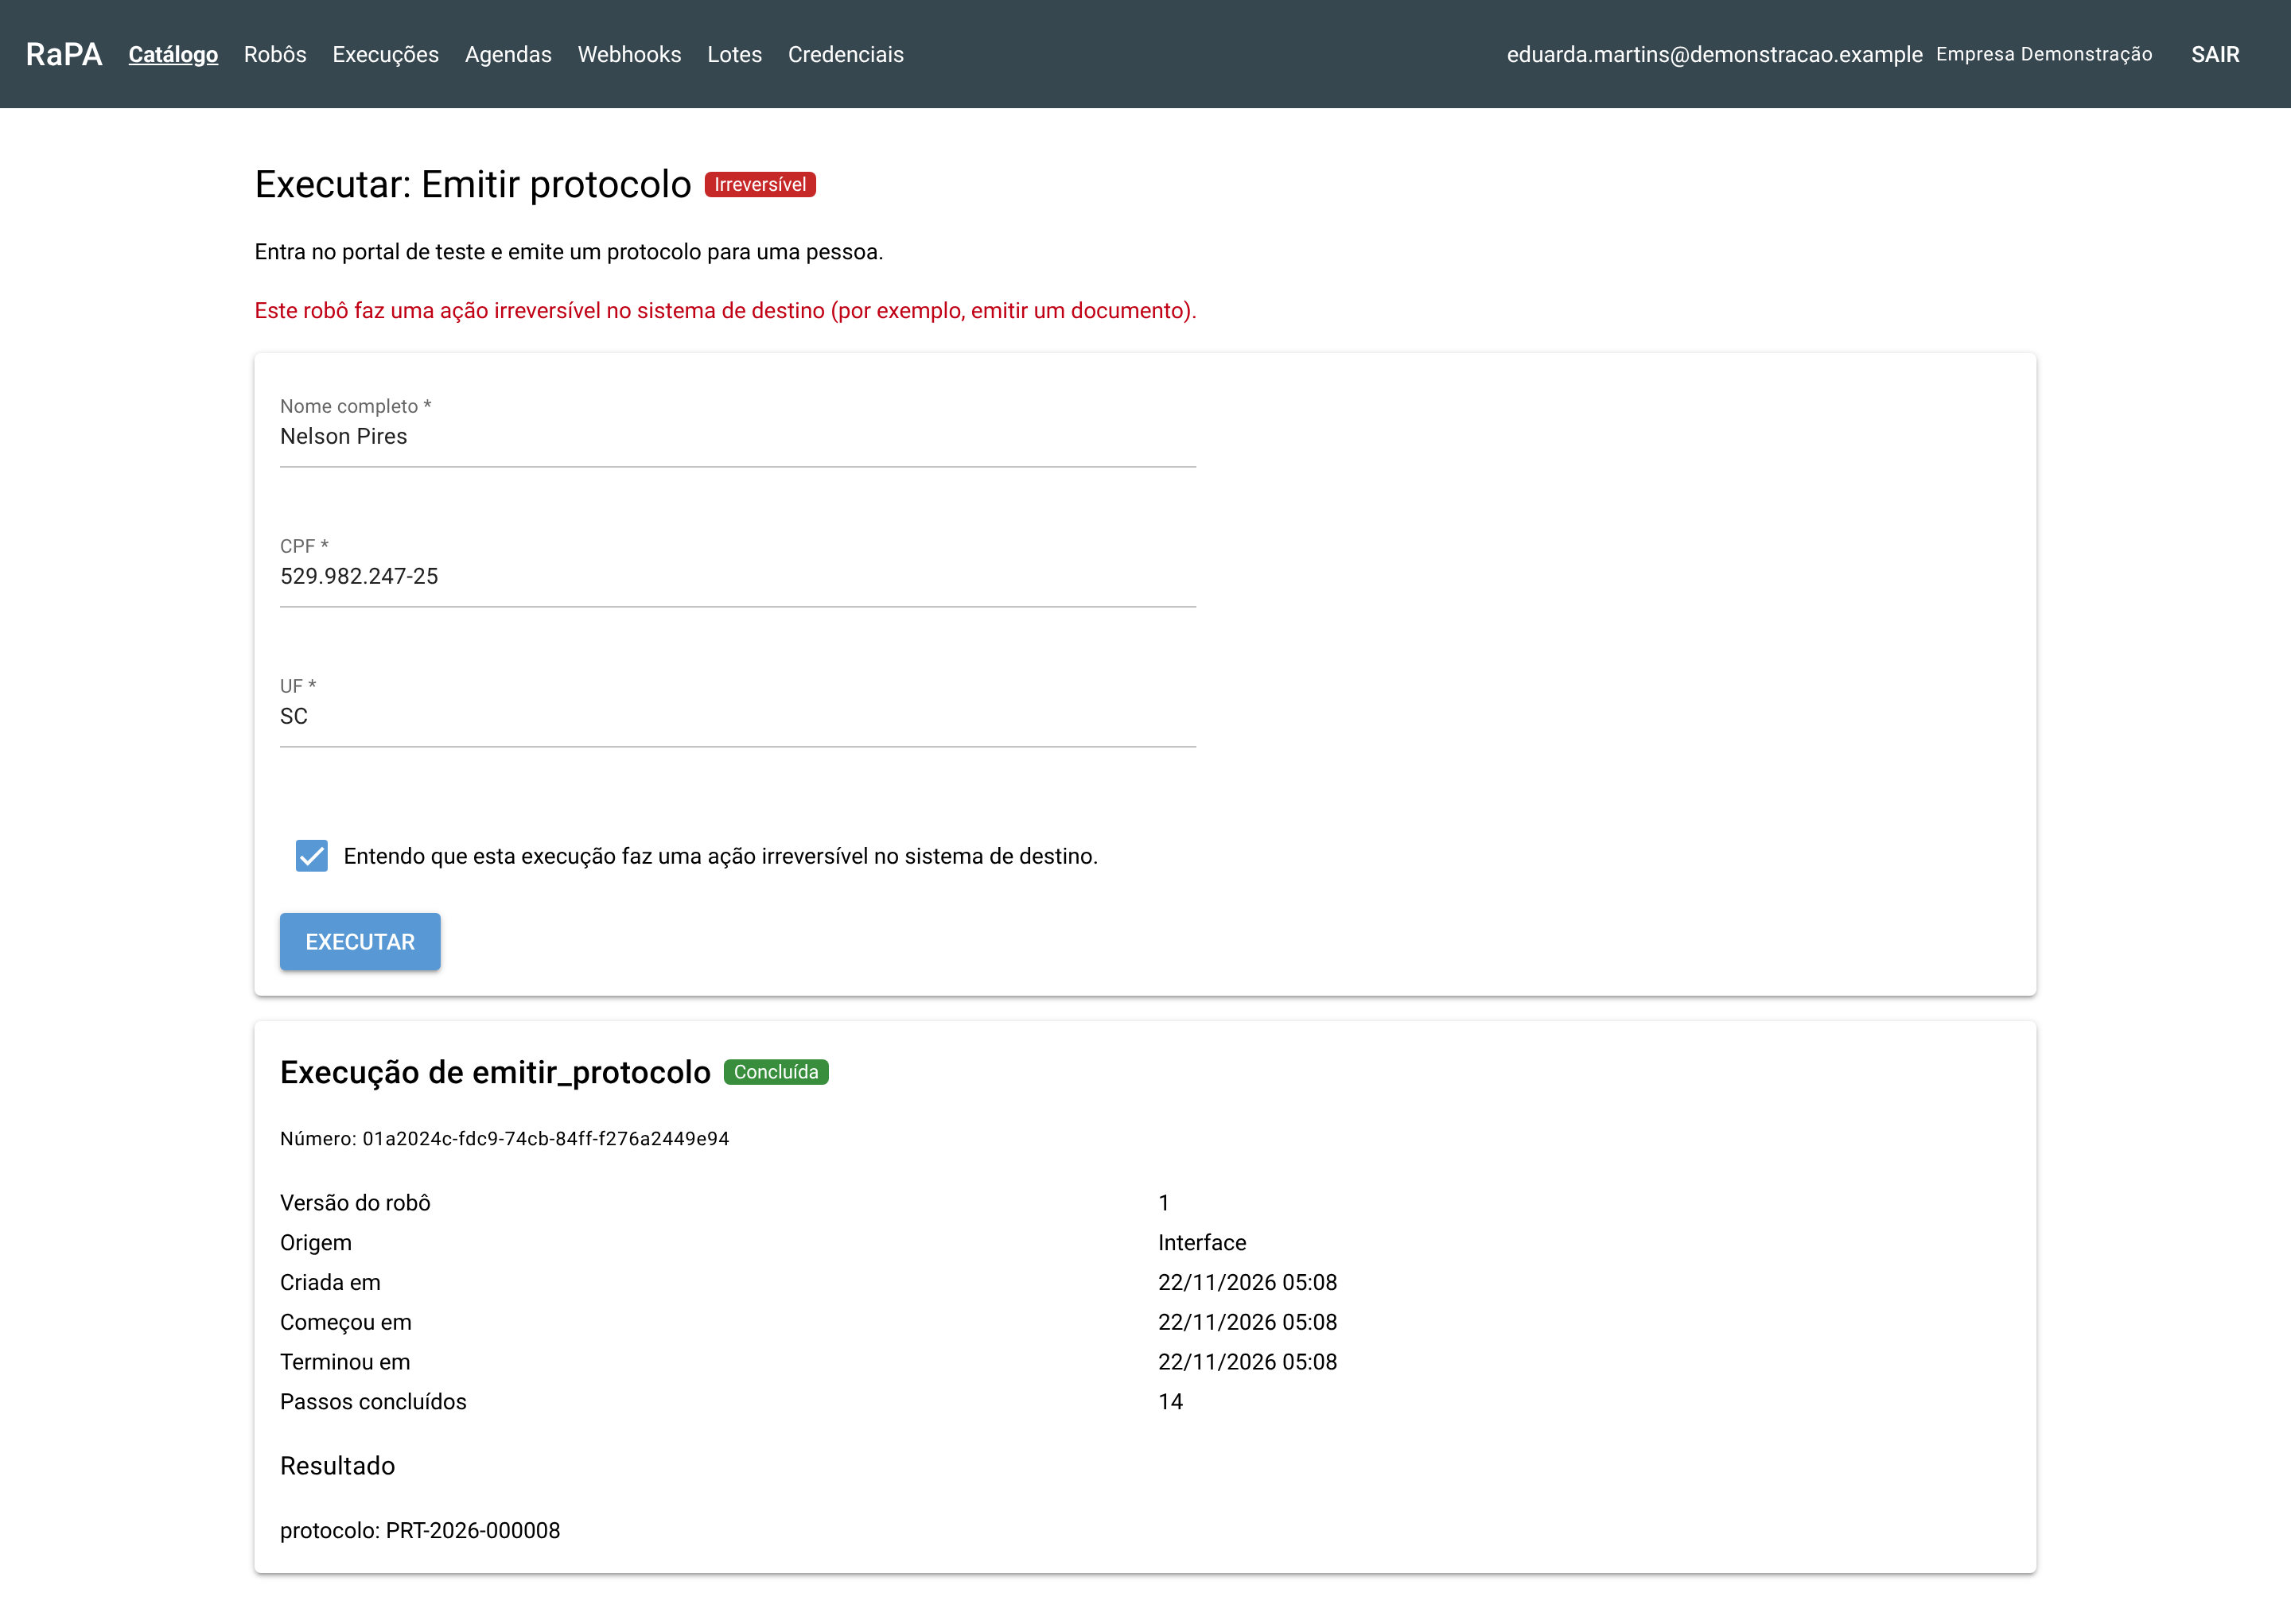 RaPA Catálogo Robôs Execuções Agendas Webhooks Lotes Credenciais eduarda.martins@demonstracao.example Empresa Demonstração SAIR
Executar: Emitir protocolo Irreversível
Entra no portal de teste e emite um protocolo para uma pessoa.
Este robô faz uma ação irreversível no sistema de destino (por exemplo, emitir um documento).
Nome completo *
Nelson Pires
CPF *
529.982.247-25
UF *
SC
Entendo que esta execução faz uma ação irreversível no sistema de destino.
EXECUTAR
Execução de emitir_protocolo Concluída
Número: 01a2024c-fdc9-74cb-84ff-f276a2449e94
Versão do robô 1
Origem Interface
Criada em 22/11/2026 05:08
Começou em 22/11/2026 05:08
Terminou em 22/11/2026 05:08
Passos concluídos 14
Resultado
protocolo: PRT-2026-000008